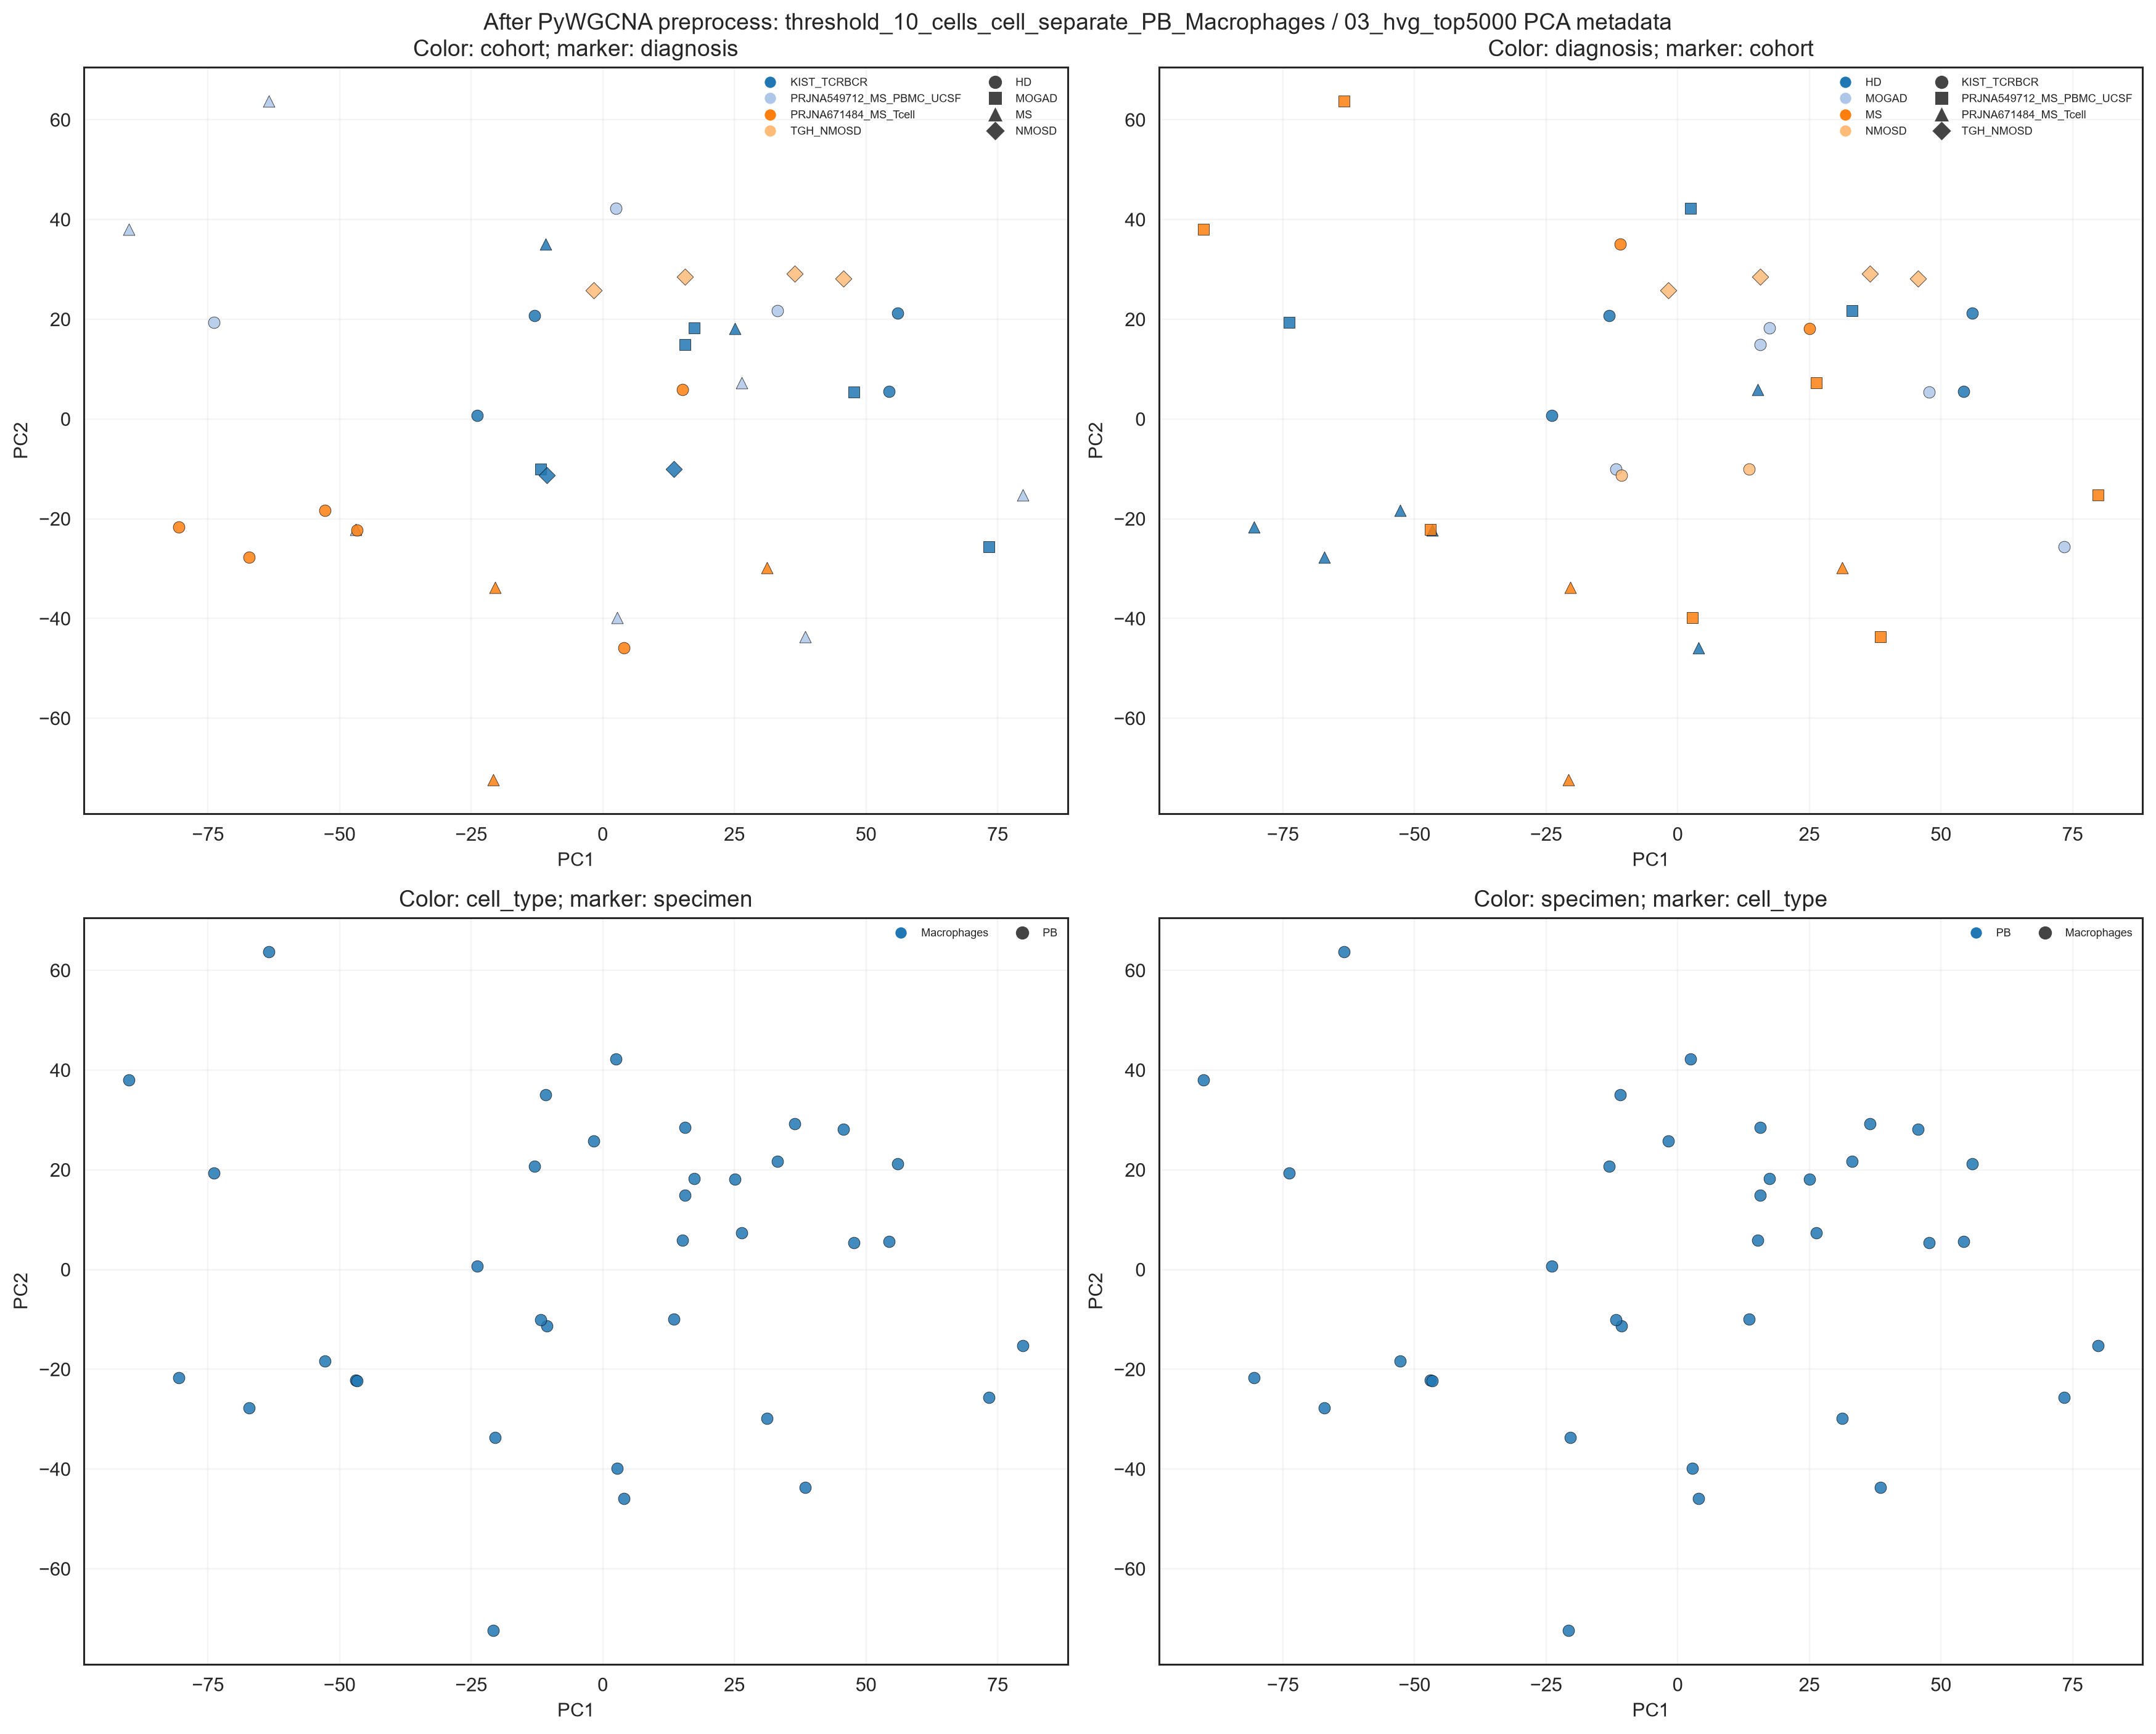 After PyWGCNA preprocess: threshold_10_cells_cell_separate_PB_Macrophages / 03_hvg_top5000 PCA metadata
Color: cohort; marker: diagnosis
KIST_TCRBCR
PRJNA549712_MS_PBMC_UCSF
PRJNA671484_MS_Tcell
TGH_NMOSD
HD
MOGAD
MS
NMOSD
60
40
20
0
−20
−40
−60
PC2
−75
−50
−25
0
25
50
75
PC1
Color: diagnosis; marker: cohort
HD
MOGAD
MS
NMOSD
KIST_TCRBCR
PRJNA549712_MS_PBMC_UCSF
PRJNA671484_MS_Tcell
TGH_NMOSD
60
40
20
0
−20
−40
−60
PC2
−75
−50
−25
0
25
50
75
PC1
Color: cell_type; marker: specimen
Macrophages
PB
60
40
20
0
−20
−40
−60
PC2
−75
−50
−25
0
25
50
75
PC1
Color: specimen; marker: cell_type
PB
Macrophages
60
40
20
0
−20
−40
−60
PC2
−75
−50
−25
0
25
50
75
PC1